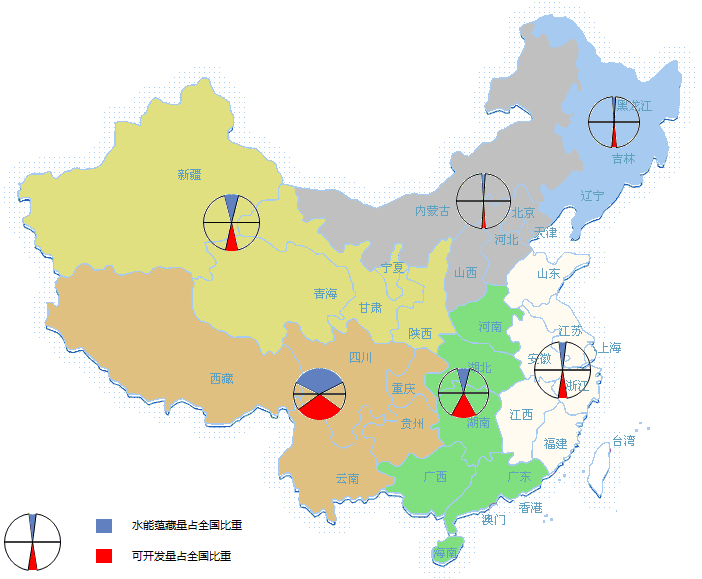 黑龙江
吉林
辽宁
新疆
内蒙古
北京
天津
河北
宁夏
山西
山东
青海
甘肃
陕西
河南
江苏
上海
四川
湖北
安徽
西藏
重庆
浙江
贵州
湖南
江西
福建
台湾
云南
广西
广东
香港
澳门
海南
水能蕴藏量占全国比重
可开发量占全国比重